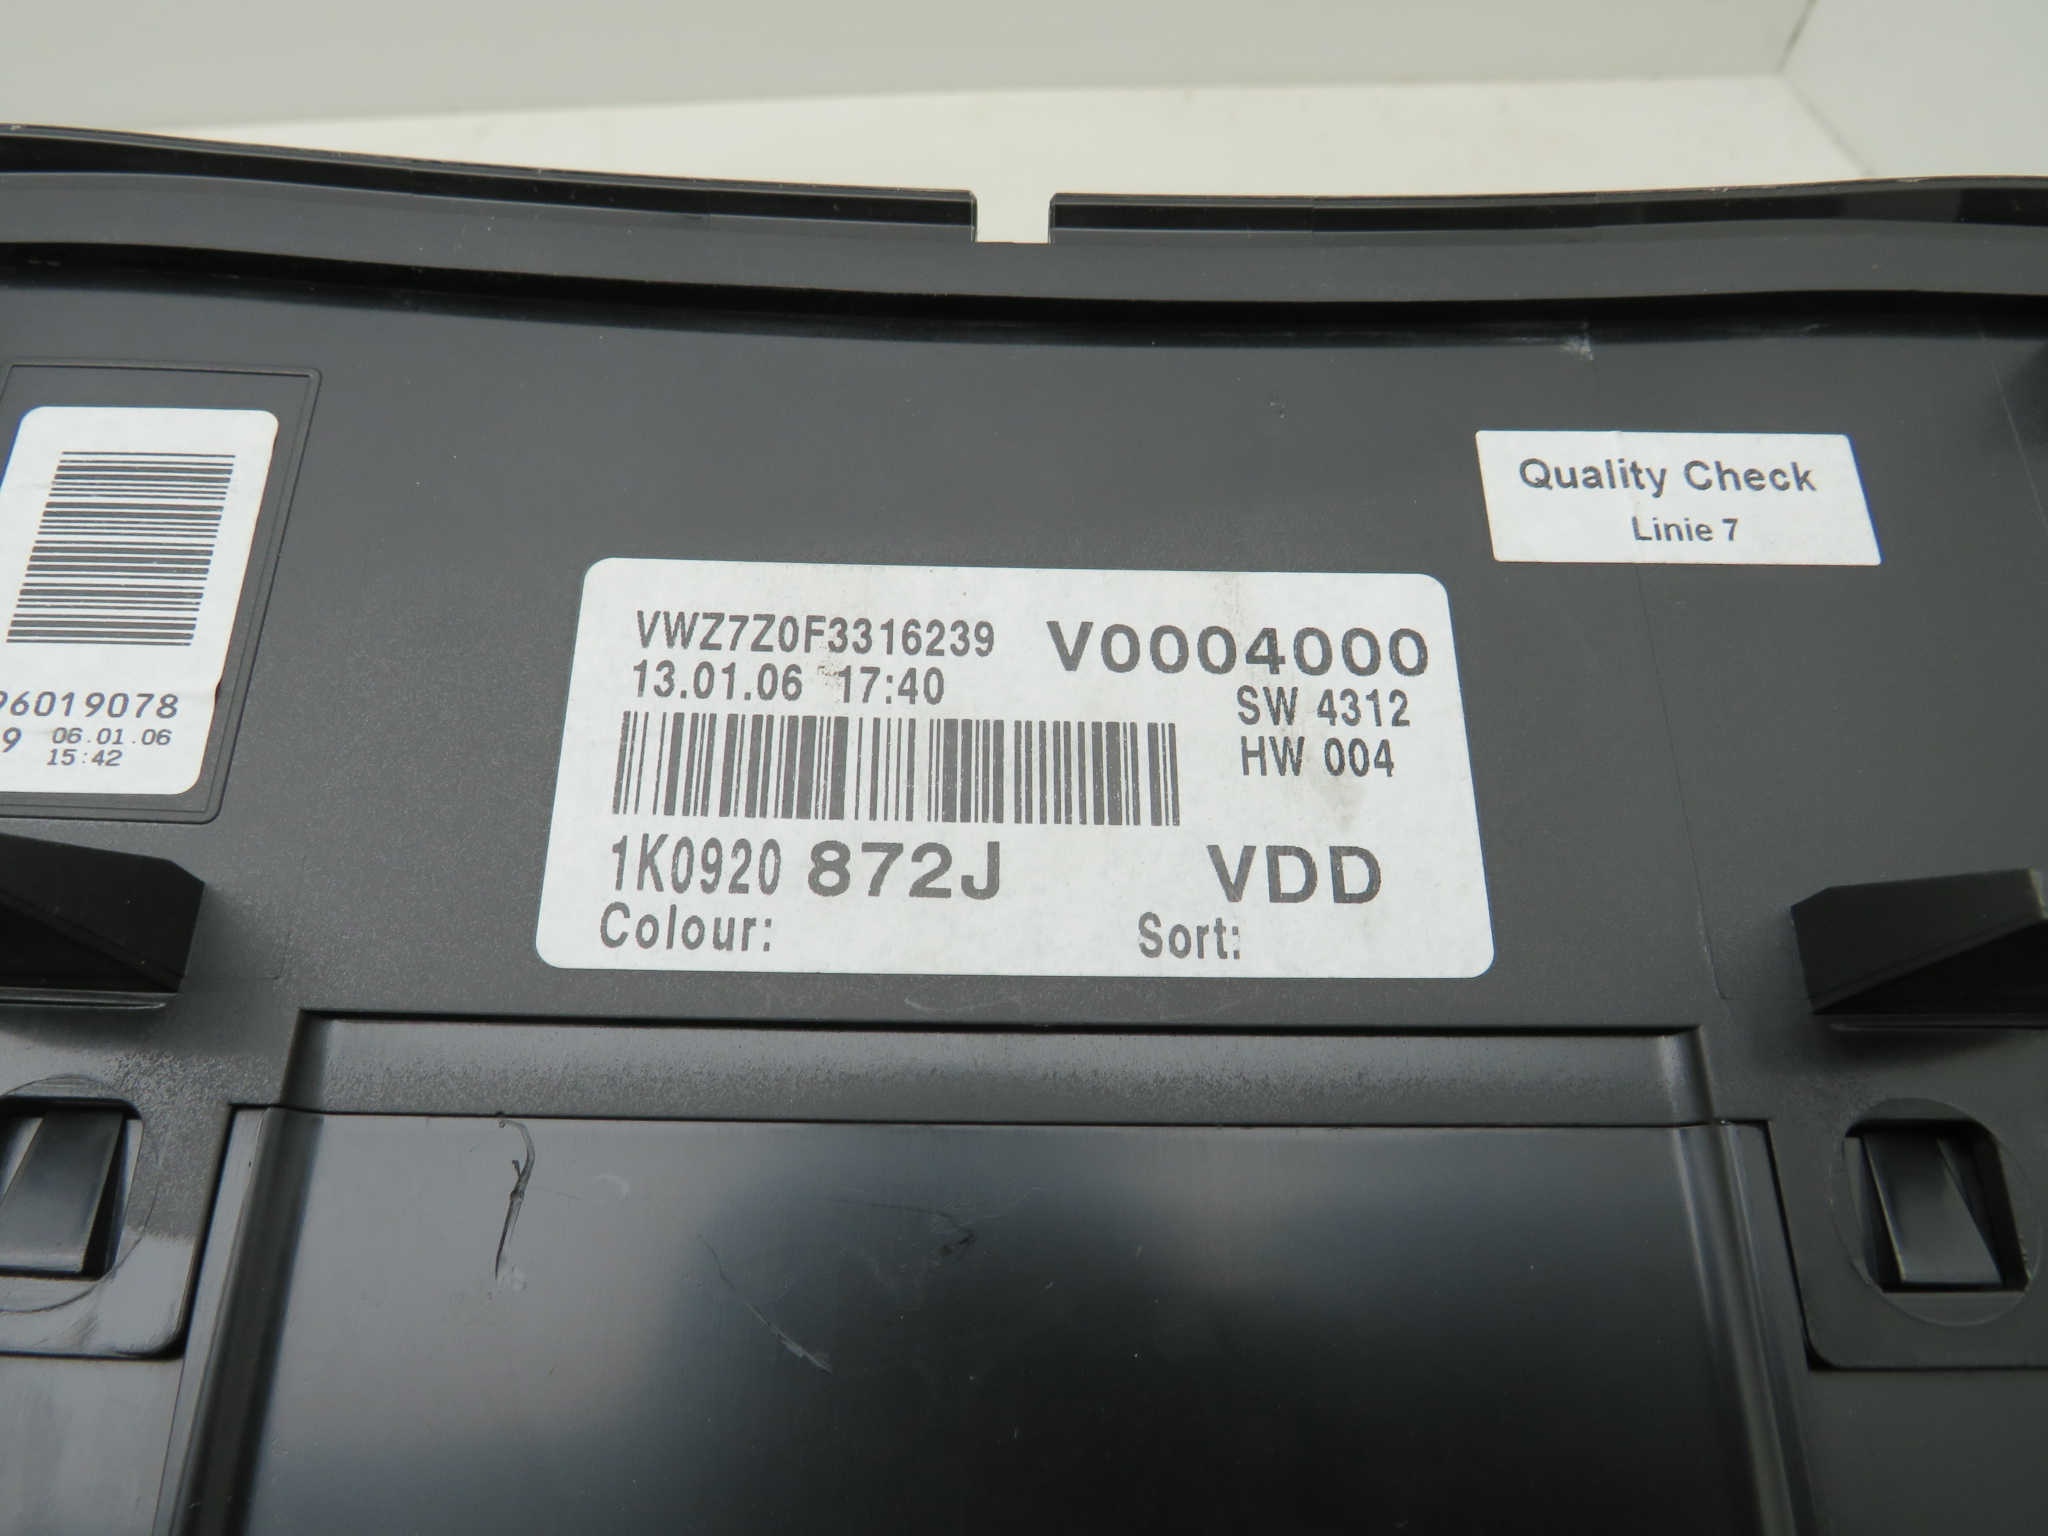 Quality Check
Linie 7
VWZ7Z0F3316239 V0004000
13.01.06 17:40 SW 4312
HW 004
1K0920 872J VDD
Colour: Sort:
96019078
9 06.01.06
15:42